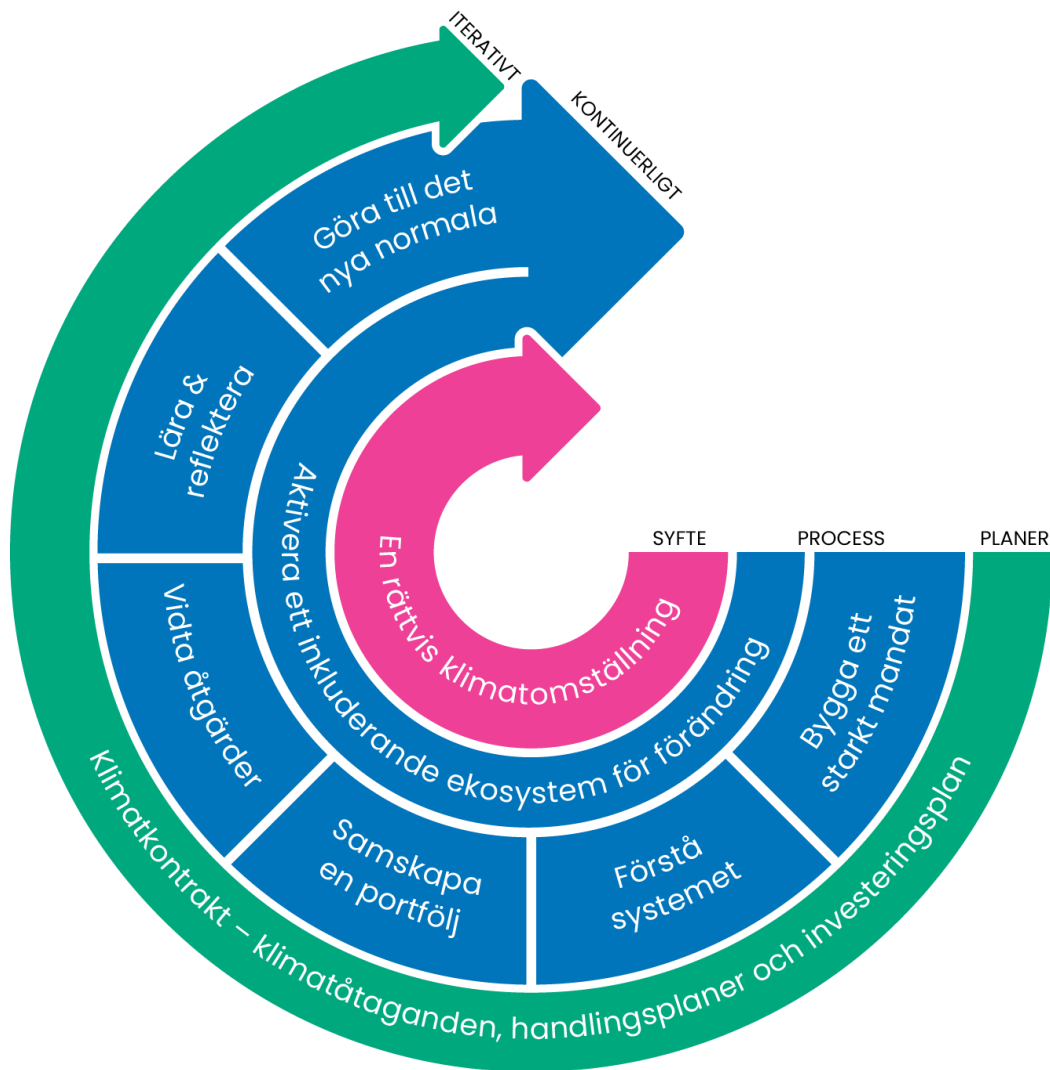 ITERATIVT
KONTINUERLIGT
SYFTE
PROCESS
PLANER
En rättvis klimatomställning
Aktivera ett inkluderande ekosystem för förändring
Bygga ett
starkt mandat
Förstå
systemet
Samskapa
en portfölj
Vidta åtgärder
Lära &
reflektera
Göra till det
nya normala
Klimatkontrakt – klimatåtaganden, handlingsplaner och investeringsplan